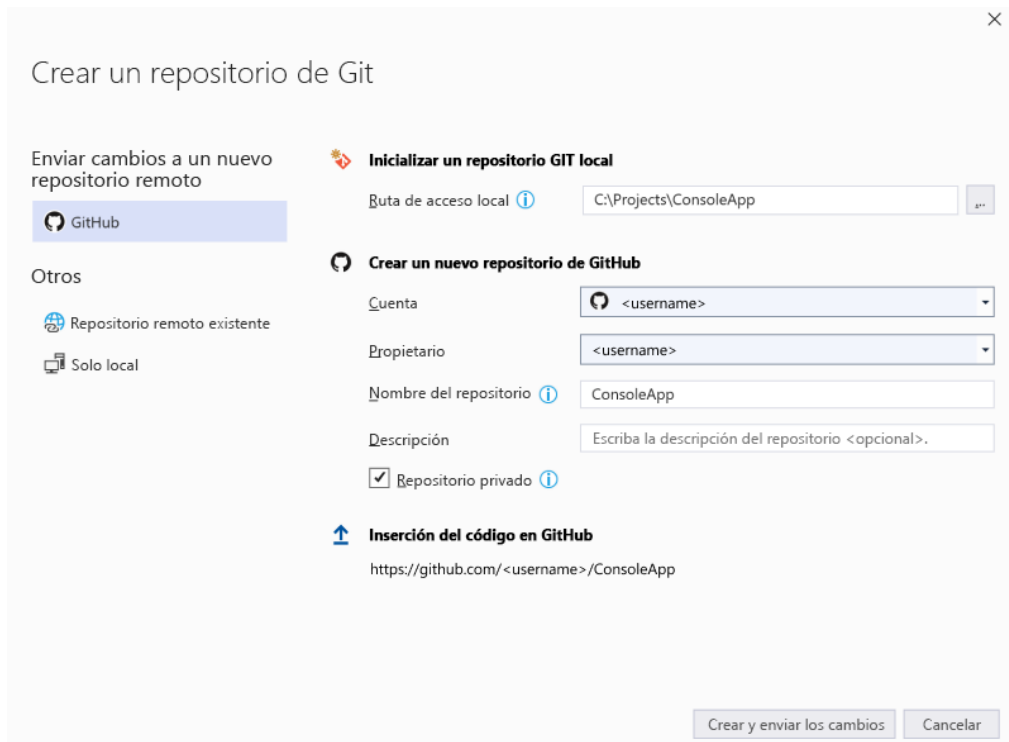 Crear un repositorio de Git
Enviar cambios a un nuevo
repositorio remoto
GitHub
Otros
Repositorio remoto existente
Solo local
Inicializar un repositorio GIT local
Ruta de acceso local
C:\Projects\ConsoleApp
...
Crear un nuevo repositorio de GitHub
Cuenta
<username>
Propietario
<username>
Nombre del repositorio
ConsoleApp
Descripción
Escriba la descripción del repositorio <opcional>.
Repositorio privado
Inserción del código en GitHub
https://github.com/<username>/ConsoleApp
Crear y enviar los cambios
Cancelar